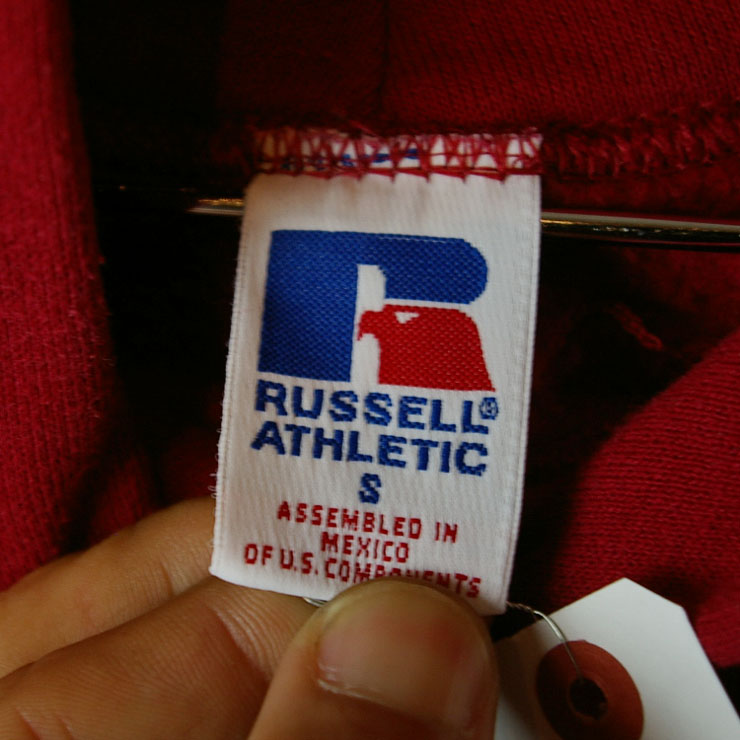 RUSSELL®
ATHLETIC
S
ASSEMBLED IN
MEXICO
OF U.S. COMPONENTS